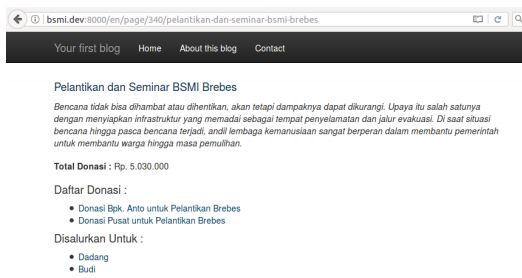 bsmi.dev:8000/en/page/340/pelantikan-dan-seminar-bsmi-brebes
Your first blog Home About this blog Contact
Pelantikan dan Seminar BSMI Brebes
Bencana tidak bisa dihambat atau dihentikan, akan tetapi dampaknya dapat dikurangi. Upaya itu salah satunya
dengan menyiapkan infrastruktur yang memadai sebagai tempat penyelamatan dan jalur evakuasi. Di saat situasi
bencana hingga pasca bencana terjadi, andil lembaga kemanusiaan sangat berperan dalam membantu pemerintah
untuk membantu warga hingga masa pemulihan.
Total Donasi : Rp. 5.030.000
Daftar Donasi :
Donasi Bpk. Anto untuk Pelantikan Brebes
Donasi Pusat untuk Pelantikan Brebes
Disalurkan Untuk :
Dadang
Budi